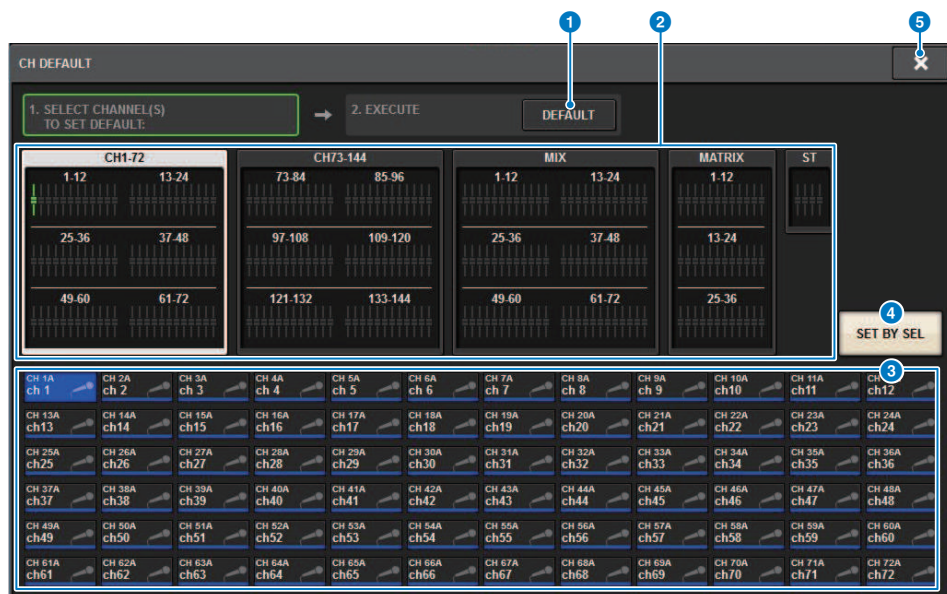 1 2 5
CH DEFAULT
1. SELECT CHANNEL(S)
TO SET DEFAULT:
2. EXECUTE
DEFAULT
CH1-72 CH73-144 MIX MATRIX ST
1-12 13-24 73-84 85-96 1-12 13-24 1-12
25-36 37-48 97-108 109-120 25-36 37-48 13-24
49-60 61-72 121-132 133-144 49-60 61-72 25-36
4
SET BY SEL
3
CH 1A CH 2A CH 3A CH 4A CH 5A CH 6A CH 7A CH 8A CH 9A CH 10A CH 11A CH
ch 1 ch 2 ch 3 ch 4 ch 5 ch 6 ch 7 ch 8 ch 9 ch10 ch11 ch12
CH 13A CH 14A CH 15A CH 16A CH 17A CH 18A CH 19A CH 20A CH 21A CH 22A CH 23A CH 24A
ch13 ch14 ch15 ch16 ch17 ch18 ch19 ch20 ch21 ch22 ch23 ch24
CH 25A CH 26A CH 27A CH 28A CH 29A CH 30A CH 31A CH 32A CH 33A CH 34A CH 35A CH 36A
ch25 ch26 ch27 ch28 ch29 ch30 ch31 ch32 ch33 ch34 ch35 ch36
CH 37A CH 38A CH 39A CH 40A CH 41A CH 42A CH 43A CH 44A CH 45A CH 46A CH 47A CH 48A
ch37 ch38 ch39 ch40 ch41 ch42 ch43 ch44 ch45 ch46 ch47 ch48
CH 49A CH 50A CH 51A CH 52A CH 53A CH 54A CH 55A CH 56A CH 57A CH 58A CH 59A CH 60A
ch49 ch50 ch51 ch52 ch53 ch54 ch55 ch56 ch57 ch58 ch59 ch60
CH 61A CH 62A CH 63A CH 64A CH 65A CH 66A CH 67A CH 68A CH 69A CH 70A CH 71A CH 72A
ch61 ch62 ch63 ch64 ch65 ch66 ch67 ch68 ch69 ch70 ch71 ch72